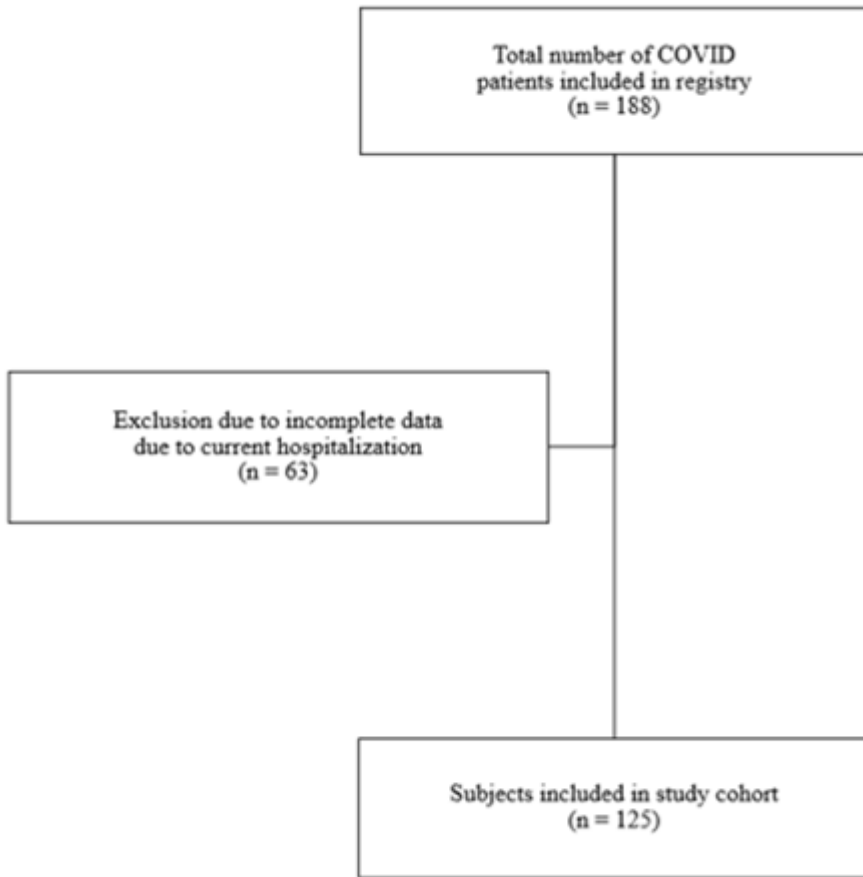 Total number of COVID
patients included in registry
(n = 188)
Exclusion due to incomplete data
due to current hospitalization
(n = 63)
Subjects included in study cohort
(n = 125)